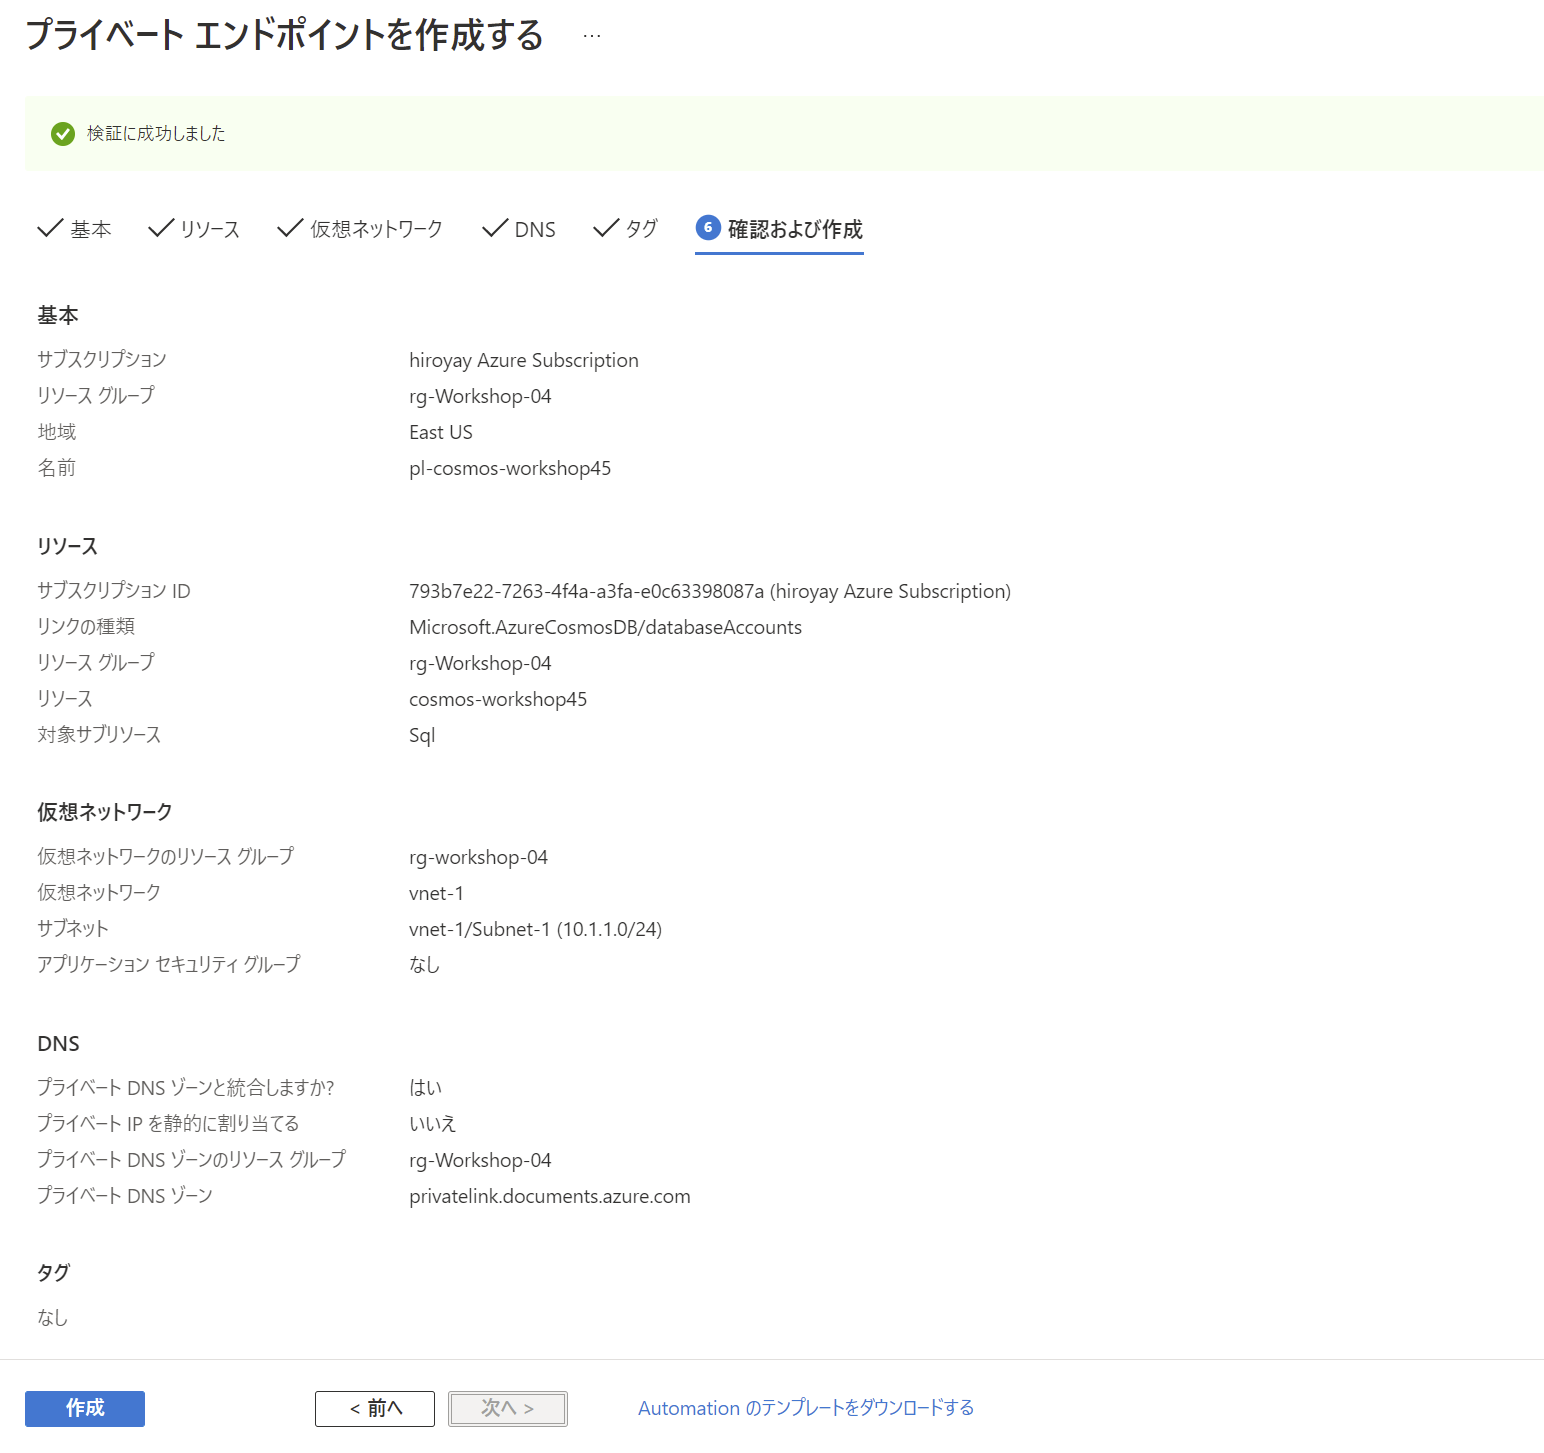 プライベート エンドポイントを作成する ...
検証に成功しました
基本 リソース 仮想ネットワーク DNS タグ 6 確認および作成
基本
サブスクリプション hiroyay Azure Subscription
リソース グループ rg-Workshop-04
地域 East US
名前 pl-cosmos-workshop45
リソース
サブスクリプション ID 793b7e22-7263-4f4a-a3fa-e0c63398087a (hiroyay Azure Subscription)
リンクの種類 Microsoft.AzureCosmosDB/databaseAccounts
リソース グループ rg-Workshop-04
リソース cosmos-workshop45
対象サブリソース Sql
仮想ネットワーク
仮想ネットワークのリソース グループ rg-workshop-04
仮想ネットワーク vnet-1
サブネット vnet-1/Subnet-1 (10.1.1.0/24)
アプリケーション セキュリティ グループ なし
DNS
プライベート DNS ゾーンと統合しますか? はい
プライベート IP を静的に割り当てる いいえ
プライベート DNS ゾーンのリソース グループ rg-Workshop-04
プライベート DNS ゾーン privatelink.documents.azure.com
タグ
なし
作成 < 前へ 次へ > Automation のテンプレートをダウンロードする